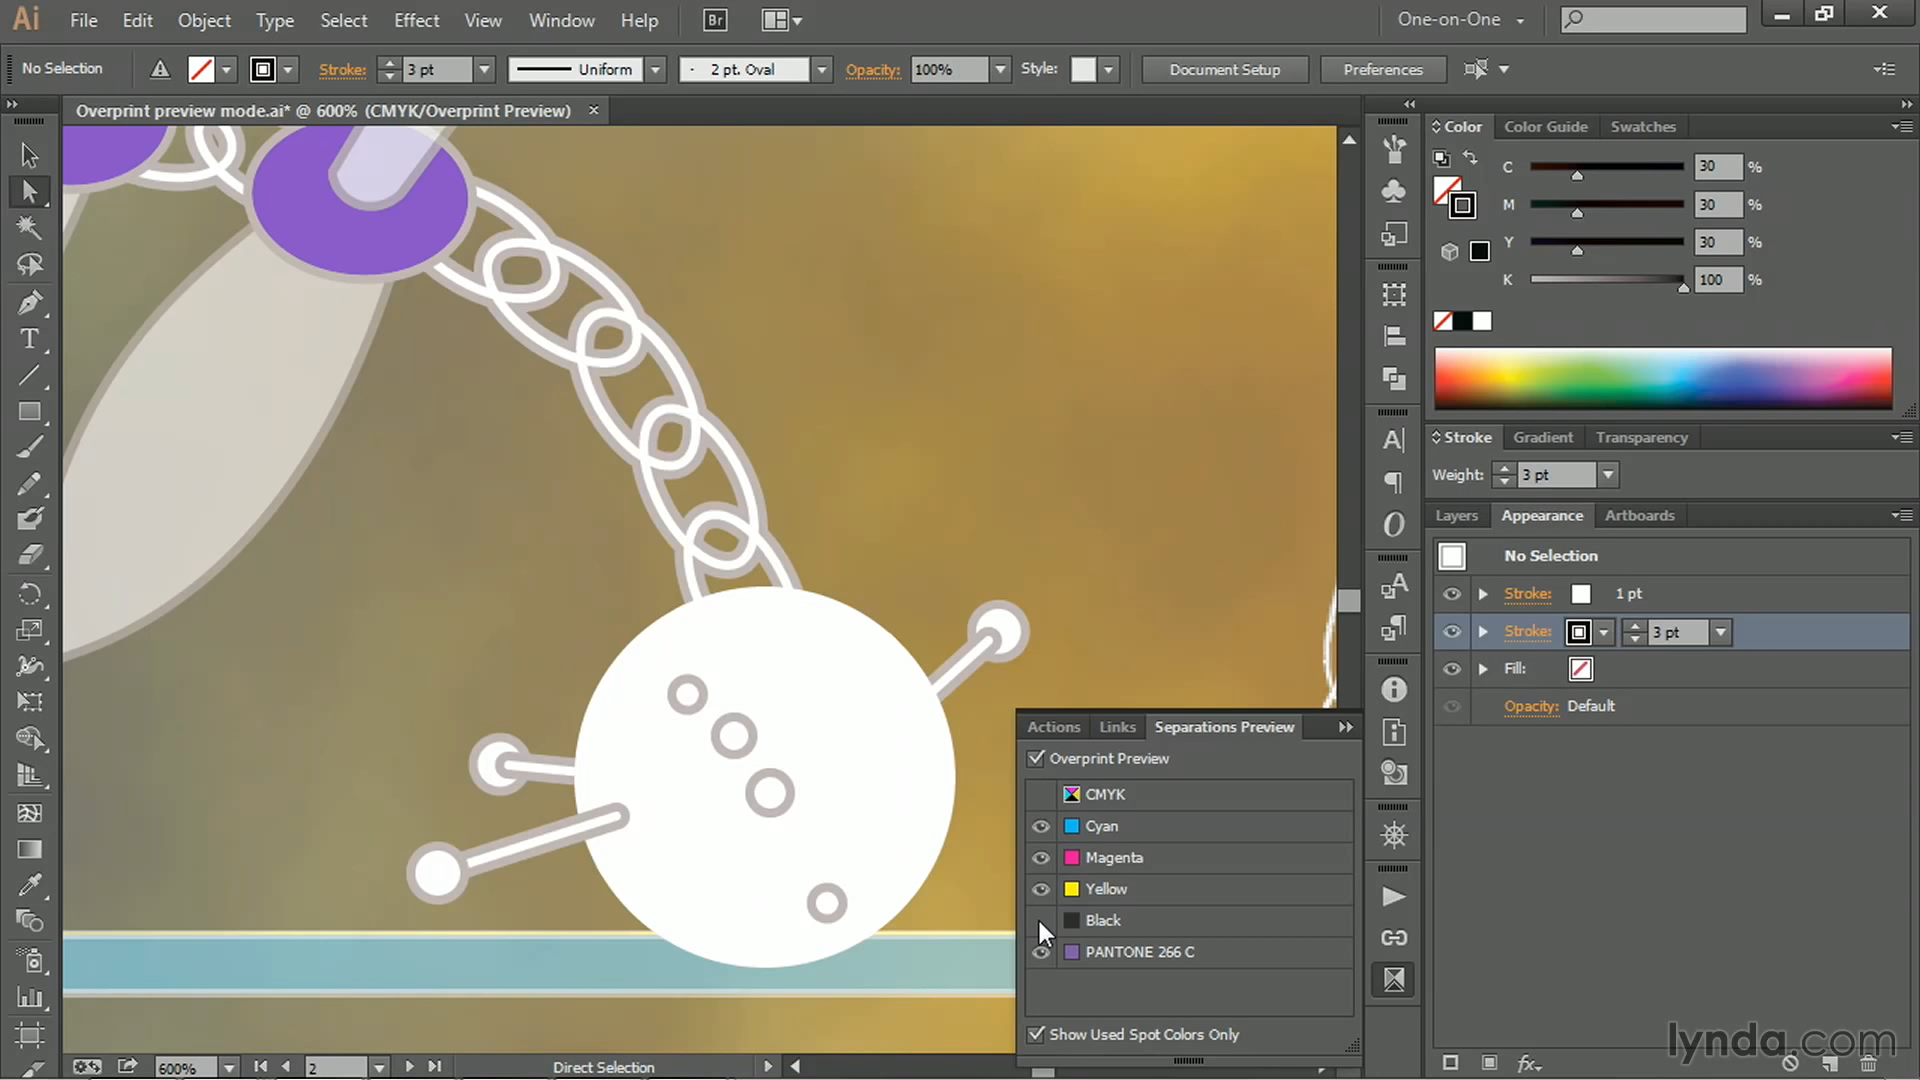 Ai File Edit Object Type Select Effect View Window Help Br One-on-One
No Selection Stroke: 3 pt Uniform 2 pt. Oval Opacity: 100% Style: Document Setup Preferences
Overprint preview mode.ai* @ 600% (CMYK/Overprint Preview)
Color Color Guide Swatches
C 30 %
M 30 %
Y 30 %
K 100 %
Stroke Gradient Transparency
Weight: 3 pt
Layers Appearance Artboards
No Selection
Stroke: 1 pt
Stroke: 3 pt
Fill:
Opacity: Default
Actions Links Separations Preview
Overprint Preview
CMYK
Cyan
Magenta
Yellow
Black
PANTONE 266 C
Show Used Spot Colors Only
600% 2 Direct Selection
fx
lynda.com